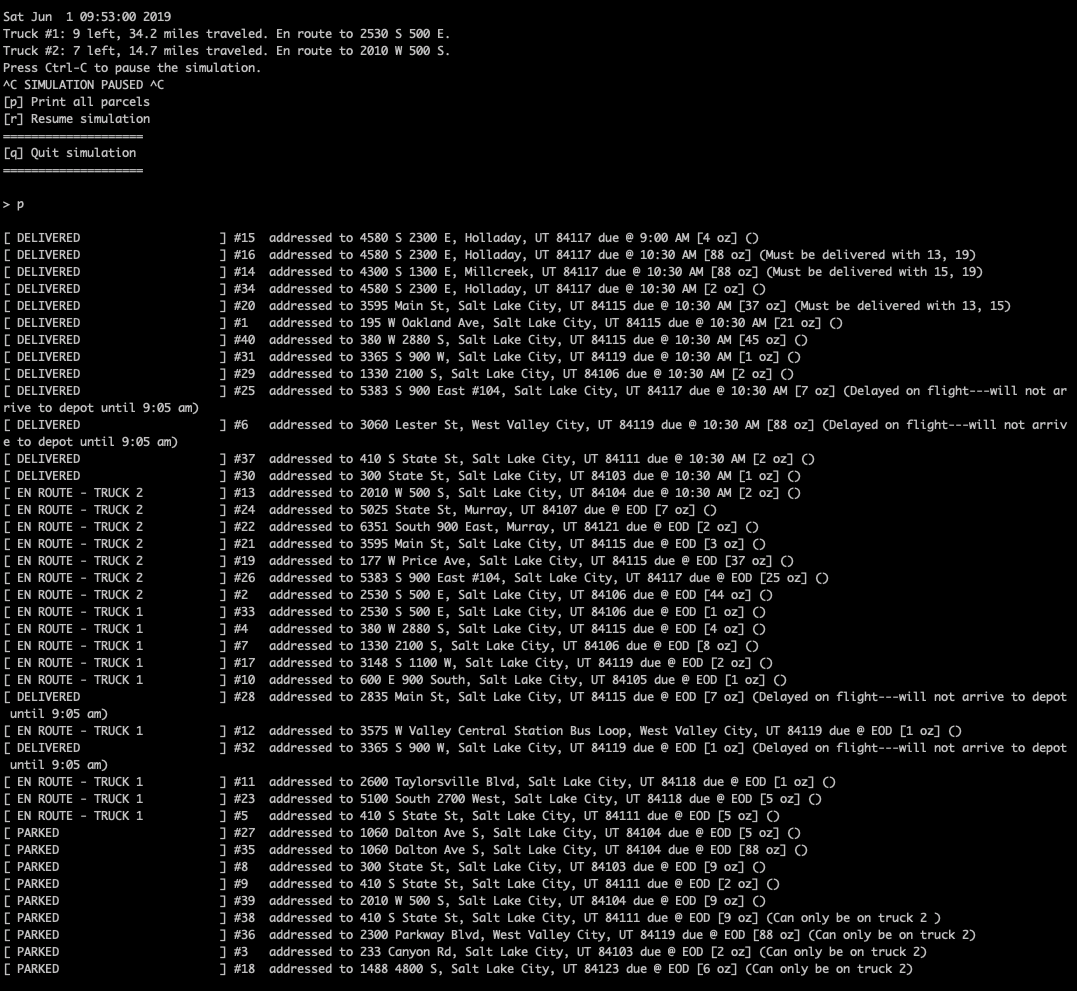 Sat Jun  1 09:53:00 2019
Truck #1: 9 left, 34.2 miles traveled. En route to 2530 S 500 E.
Truck #2: 7 left, 14.7 miles traveled. En route to 2010 W 500 S.
Press Ctrl-C to pause the simulation.
^C SIMULATION PAUSED ^C
[p] Print all parcels
[r] Resume simulation
====================
[q] Quit simulation
====================
> p
[ DELIVERED                    ] #15  addressed to 4580 S 2300 E, Holladay, UT 84117 due @ 9:00 AM [4 oz] ()
[ DELIVERED                    ] #16  addressed to 4580 S 2300 E, Holladay, UT 84117 due @ 10:30 AM [88 oz] (Must be delivered with 13, 19)
[ DELIVERED                    ] #14  addressed to 4300 S 1300 E, Millcreek, UT 84117 due @ 10:30 AM [88 oz] (Must be delivered with 15, 19)
[ DELIVERED                    ] #34  addressed to 4580 S 2300 E, Holladay, UT 84117 due @ 10:30 AM [2 oz] ()
[ DELIVERED                    ] #20  addressed to 3595 Main St, Salt Lake City, UT 84115 due @ 10:30 AM [37 oz] (Must be delivered with 13, 15)
[ DELIVERED                    ] #1   addressed to 195 W Oakland Ave, Salt Lake City, UT 84115 due @ 10:30 AM [21 oz] ()
[ DELIVERED                    ] #40  addressed to 380 W 2880 S, Salt Lake City, UT 84115 due @ 10:30 AM [45 oz] ()
[ DELIVERED                    ] #31  addressed to 3365 S 900 W, Salt Lake City, UT 84119 due @ 10:30 AM [1 oz] ()
[ DELIVERED                    ] #29  addressed to 1330 2100 S, Salt Lake City, UT 84106 due @ 10:30 AM [2 oz] ()
[ DELIVERED                    ] #25  addressed to 5383 S 900 East #104, Salt Lake City, UT 84117 due @ 10:30 AM [7 oz] (Delayed on flight---will not ar
rive to depot until 9:05 am)
[ DELIVERED                    ] #6   addressed to 3060 Lester St, West Valley City, UT 84119 due @ 10:30 AM [88 oz] (Delayed on flight---will not arriv
e to depot until 9:05 am)
[ DELIVERED                    ] #37  addressed to 410 S State St, Salt Lake City, UT 84111 due @ 10:30 AM [2 oz] ()
[ DELIVERED                    ] #30  addressed to 300 State St, Salt Lake City, UT 84103 due @ 10:30 AM [1 oz] ()
[ EN ROUTE - TRUCK 2           ] #13  addressed to 2010 W 500 S, Salt Lake City, UT 84104 due @ 10:30 AM [2 oz] ()
[ EN ROUTE - TRUCK 2           ] #24  addressed to 5025 State St, Murray, UT 84107 due @ EOD [7 oz] ()
[ EN ROUTE - TRUCK 2           ] #22  addressed to 6351 South 900 East, Murray, UT 84121 due @ EOD [2 oz] ()
[ EN ROUTE - TRUCK 2           ] #21  addressed to 3595 Main St, Salt Lake City, UT 84115 due @ EOD [3 oz] ()
[ EN ROUTE - TRUCK 2           ] #19  addressed to 177 W Price Ave, Salt Lake City, UT 84115 due @ EOD [37 oz] ()
[ EN ROUTE - TRUCK 2           ] #26  addressed to 5383 S 900 East #104, Salt Lake City, UT 84117 due @ EOD [25 oz] ()
[ EN ROUTE - TRUCK 2           ] #2   addressed to 2530 S 500 E, Salt Lake City, UT 84106 due @ EOD [44 oz] ()
[ EN ROUTE - TRUCK 1           ] #33  addressed to 2530 S 500 E, Salt Lake City, UT 84106 due @ EOD [1 oz] ()
[ EN ROUTE - TRUCK 1           ] #4   addressed to 380 W 2880 S, Salt Lake City, UT 84115 due @ EOD [4 oz] ()
[ EN ROUTE - TRUCK 1           ] #7   addressed to 1330 2100 S, Salt Lake City, UT 84106 due @ EOD [8 oz] ()
[ EN ROUTE - TRUCK 1           ] #17  addressed to 3148 S 1100 W, Salt Lake City, UT 84119 due @ EOD [2 oz] ()
[ EN ROUTE - TRUCK 1           ] #10  addressed to 600 E 900 South, Salt Lake City, UT 84105 due @ EOD [1 oz] ()
[ DELIVERED                    ] #28  addressed to 2835 Main St, Salt Lake City, UT 84115 due @ EOD [7 oz] (Delayed on flight---will not arrive to depot
 until 9:05 am)
[ EN ROUTE - TRUCK 1           ] #12  addressed to 3575 W Valley Central Station Bus Loop, West Valley City, UT 84119 due @ EOD [1 oz] ()
[ DELIVERED                    ] #32  addressed to 3365 S 900 W, Salt Lake City, UT 84119 due @ EOD [1 oz] (Delayed on flight---will not arrive to depot
 until 9:05 am)
[ EN ROUTE - TRUCK 1           ] #11  addressed to 2600 Taylorsville Blvd, Salt Lake City, UT 84118 due @ EOD [1 oz] ()
[ EN ROUTE - TRUCK 1           ] #23  addressed to 5100 South 2700 West, Salt Lake City, UT 84118 due @ EOD [5 oz] ()
[ EN ROUTE - TRUCK 1           ] #5   addressed to 410 S State St, Salt Lake City, UT 84111 due @ EOD [5 oz] ()
[ PARKED                       ] #27  addressed to 1060 Dalton Ave S, Salt Lake City, UT 84104 due @ EOD [5 oz] ()
[ PARKED                       ] #35  addressed to 1060 Dalton Ave S, Salt Lake City, UT 84104 due @ EOD [88 oz] ()
[ PARKED                       ] #8   addressed to 300 State St, Salt Lake City, UT 84103 due @ EOD [9 oz] ()
[ PARKED                       ] #9   addressed to 410 S State St, Salt Lake City, UT 84111 due @ EOD [2 oz] ()
[ PARKED                       ] #39  addressed to 2010 W 500 S, Salt Lake City, UT 84104 due @ EOD [9 oz] ()
[ PARKED                       ] #38  addressed to 410 S State St, Salt Lake City, UT 84111 due @ EOD [9 oz] (Can only be on truck 2 )
[ PARKED                       ] #36  addressed to 2300 Parkway Blvd, West Valley City, UT 84119 due @ EOD [88 oz] (Can only be on truck 2)
[ PARKED                       ] #3   addressed to 233 Canyon Rd, Salt Lake City, UT 84103 due @ EOD [2 oz] (Can only be on truck 2)
[ PARKED                       ] #18  addressed to 1488 4800 S, Salt Lake City, UT 84123 due @ EOD [6 oz] (Can only be on truck 2)